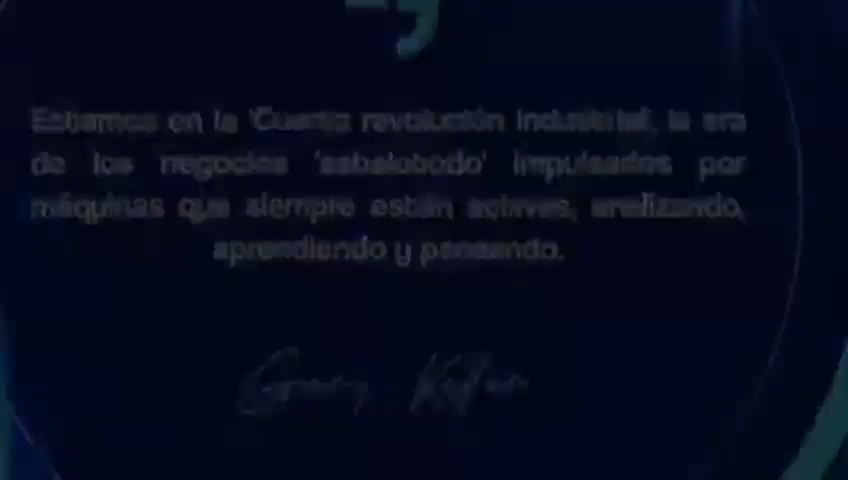 Estamos en la 'Cuarta revolución industrial', la era
de los negocios 'sabelotodo' impulsados por
máquinas que siempre están activas, analizando,
aprendiendo y pensando.